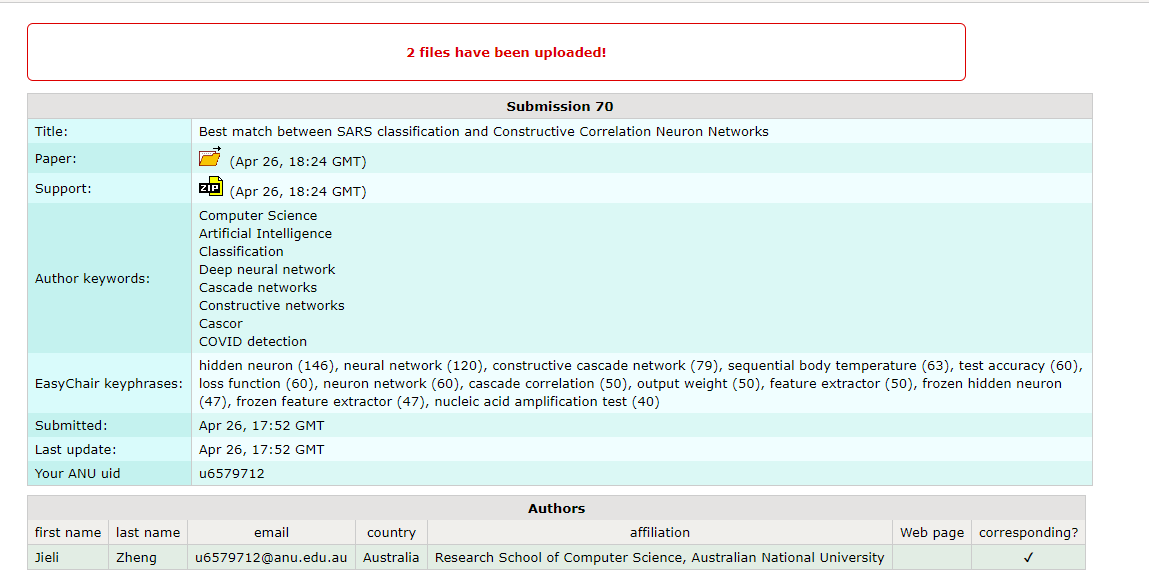 2 files have been uploaded!
Submission 70
Title: Best match between SARS classification and Constructive Correlation Neuron Networks
Paper: (Apr 26, 18:24 GMT)
Support: ZIP (Apr 26, 18:24 GMT)
Author keywords:
Computer Science
Artificial Intelligence
Classification
Deep neural network
Cascade networks
Constructive networks
Cascor
COVID detection
EasyChair keyphrases:
hidden neuron (146), neural network (120), constructive cascade network (79), sequential body temperature (63), test accuracy (60),
loss function (60), neuron network (60), cascade correlation (50), output weight (50), feature extractor (50), frozen hidden neuron
(47), frozen feature extractor (47), nucleic acid amplification test (40)
Submitted: Apr 26, 17:52 GMT
Last update: Apr 26, 17:52 GMT
Your ANU uid u6579712
Authors
first name last name email country affiliation Web page corresponding?
Jieli Zheng u6579712@anu.edu.au Australia Research School of Computer Science, Australian National University ✓